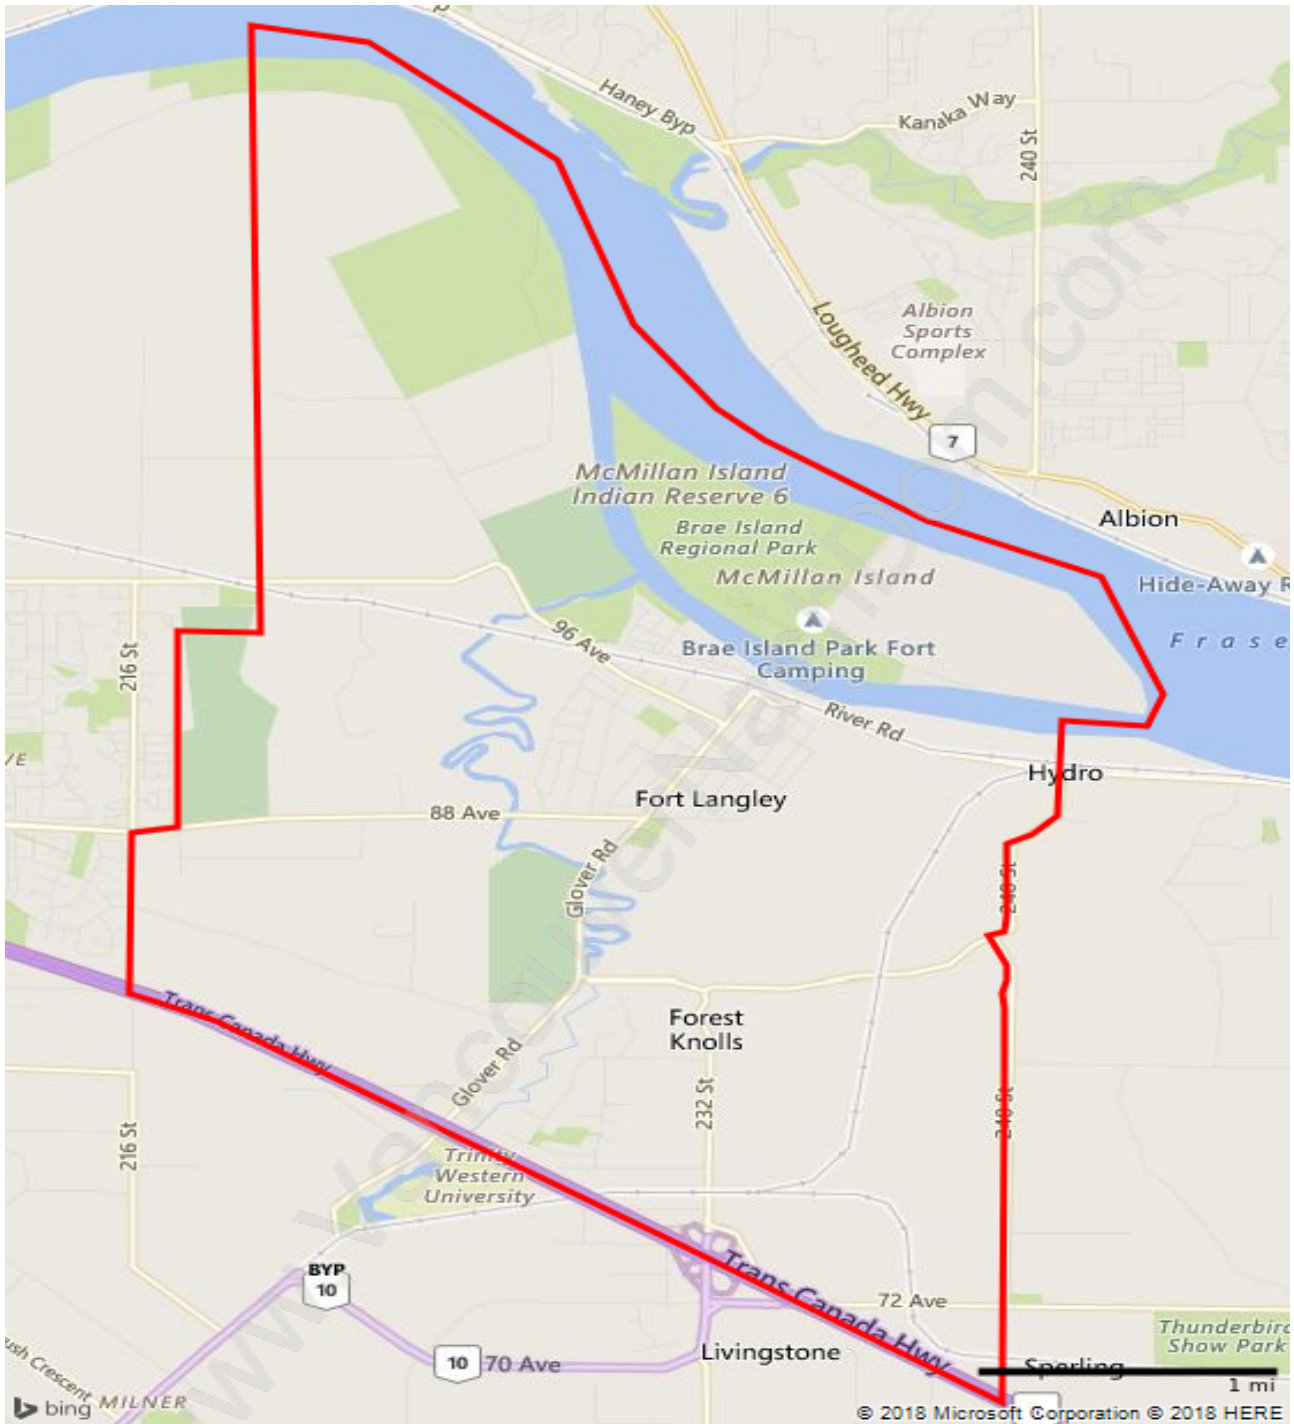 Haney Byp
Kanaka Way
240 St
Albion
Sports
Complex
Lougheed Hwy
7
McMillan Island
Indian Reserve 6
Brae Island
Regional Park
McMillan Island
Albion
Hide-Away R
Frase
96 Ave
216 St
Brae Island Park Fort
Camping
River Rd
VE
Hydro
Fort Langley
88 Ave
Glover Rd
240 St
Trans Canada Hwy
Forest
Knolls
Glover Rd
232 St
240 St
216 St
Trinity
Western
University
BYP
10
Trans Canada Hwy
72 Ave
Thunderbird
Show Park
Livingstone
Sperling
10
70 Ave
ush Crescent
1 mi
bing
MILNER
© 2018 Microsoft Corporation © 2018 HERE